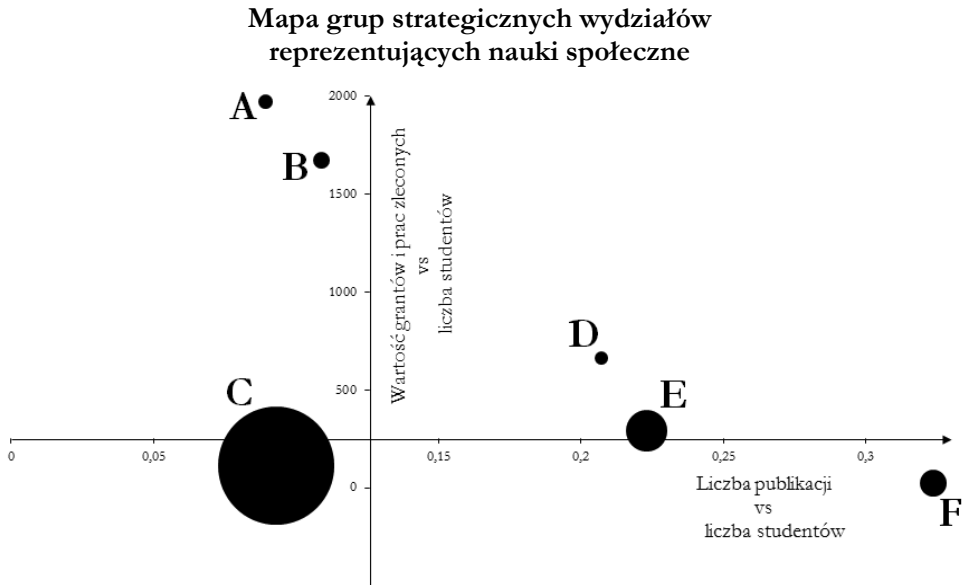 Mapa grup strategicznych wydziałów
reprezentujących nauki społeczne
A
B
C
D
E
F
2000
1500
1000
500
0
Wartość grantów i prac zleconych
vs
liczba studentów
0
0,05
0,15
0,2
0,25
0,3
Liczba publikacji
vs
liczba studentów